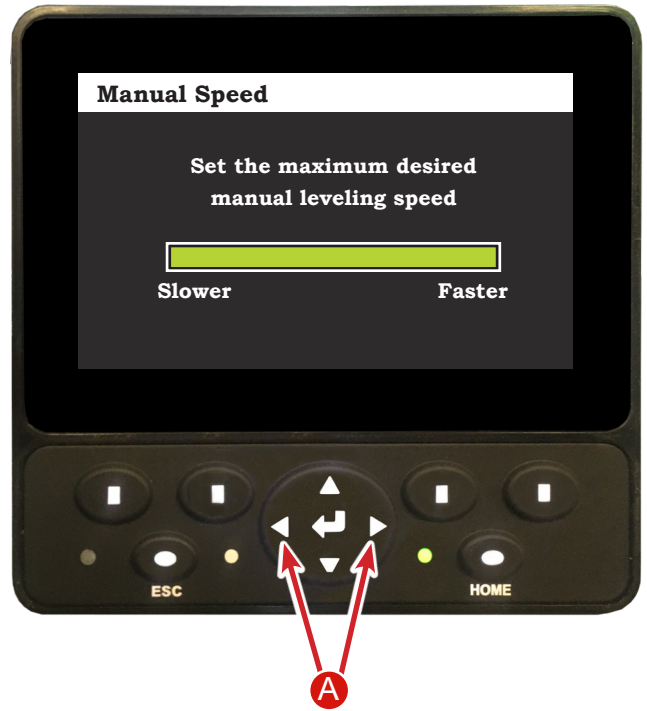 Manual Speed
Set the maximum desired
manual leveling speed
Slower Faster
ESC HOME
A